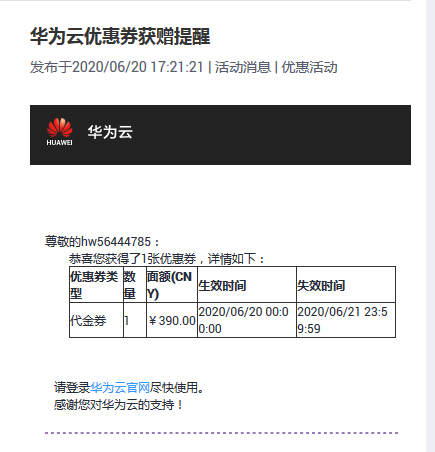 华为云优惠券获赠提醒
发布于2020/06/20 17:21:21 | 活动消息 | 优惠活动
HUAWEI 华为云
尊敬的hw56444785：
恭喜您获得了1张优惠券，详情如下：
优惠券类 数 面额(CN 生效时间 失效时间
型 量 Y)
代金券 1 ￥390.00 2020/06/20 00:0 2020/06/21 23:5
0:00 9:59
请登录华为云官网尽快使用。
感谢您对华为云的支持！